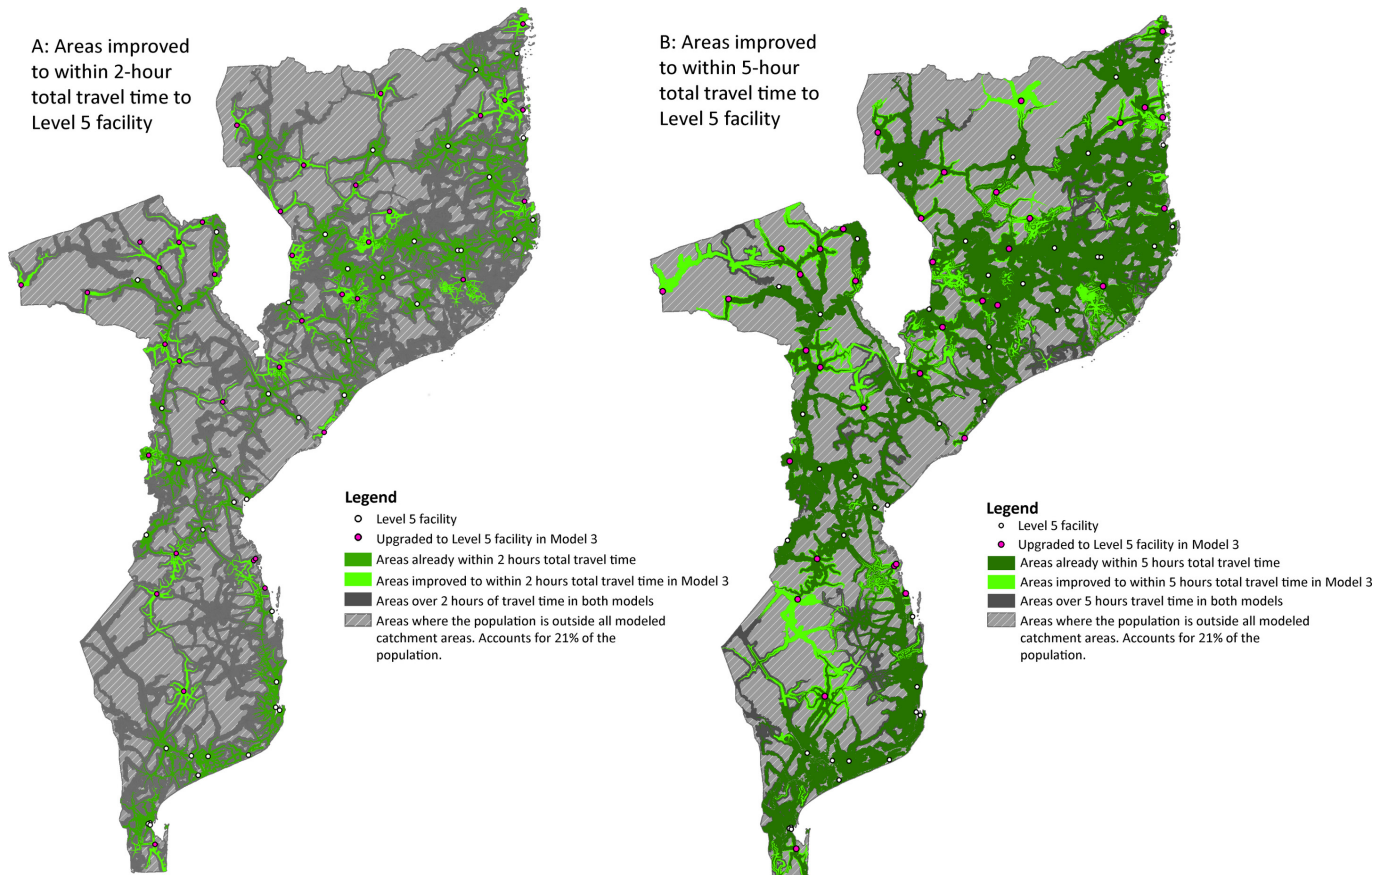 A: Areas improved
to within 2-hour
total travel time to
Level 5 facility
B: Areas improved
to within 5-hour
total travel time to
Level 5 facility
Legend
Level 5 facility
Upgraded to Level 5 facility in Model 3
Areas already within 2 hours total travel time
Areas improved to within 2 hours total travel time in Model 3
Areas over 2 hours of travel time in both models
Areas where the population is outside all modeled
catchment areas. Accounts for 21% of the
population.
Legend
Level 5 facility
Upgraded to Level 5 facility in Model 3
Areas already within 5 hours total travel time
Areas improved to within 5 hours total travel time in Model 3
Areas over 5 hours travel time in both models
Areas where the population is outside all modeled
catchment areas. Accounts for 21% of the
population.